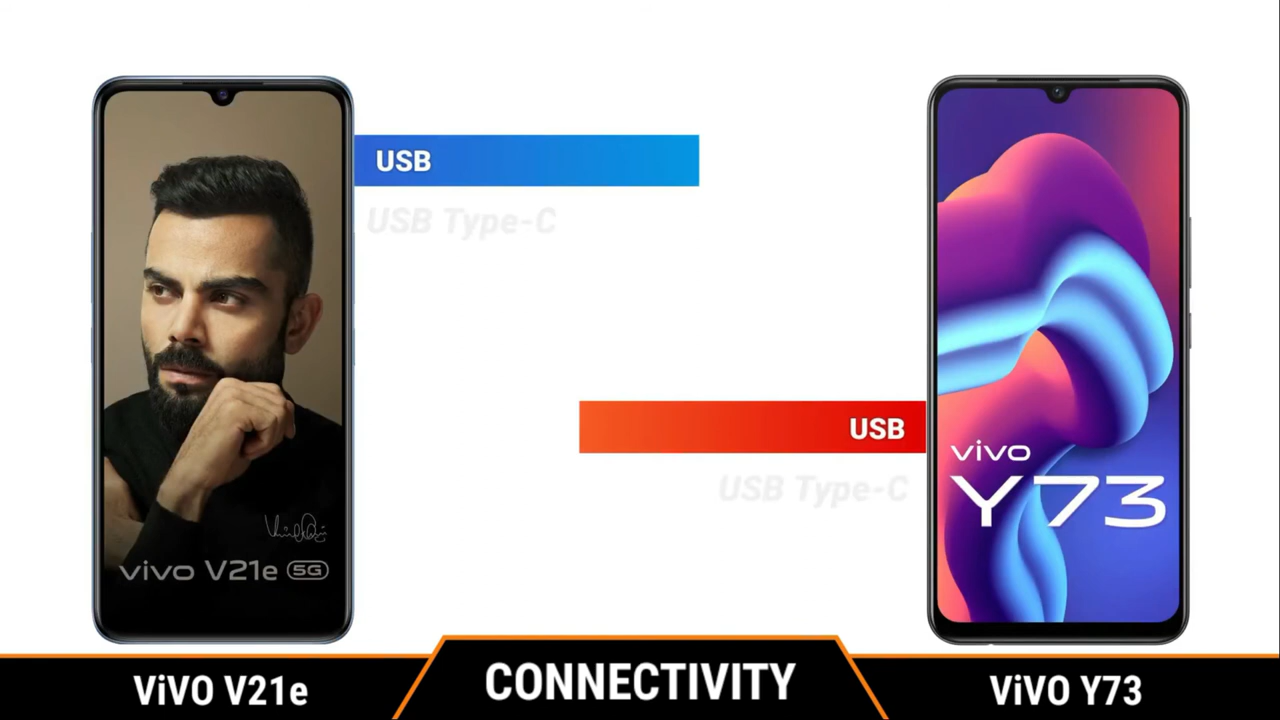 USB
USB Type-C
vivo V21e 5G
USB
USB Type-C
vivo
Y73
ViVO V21e
CONNECTIVITY
ViVO Y73